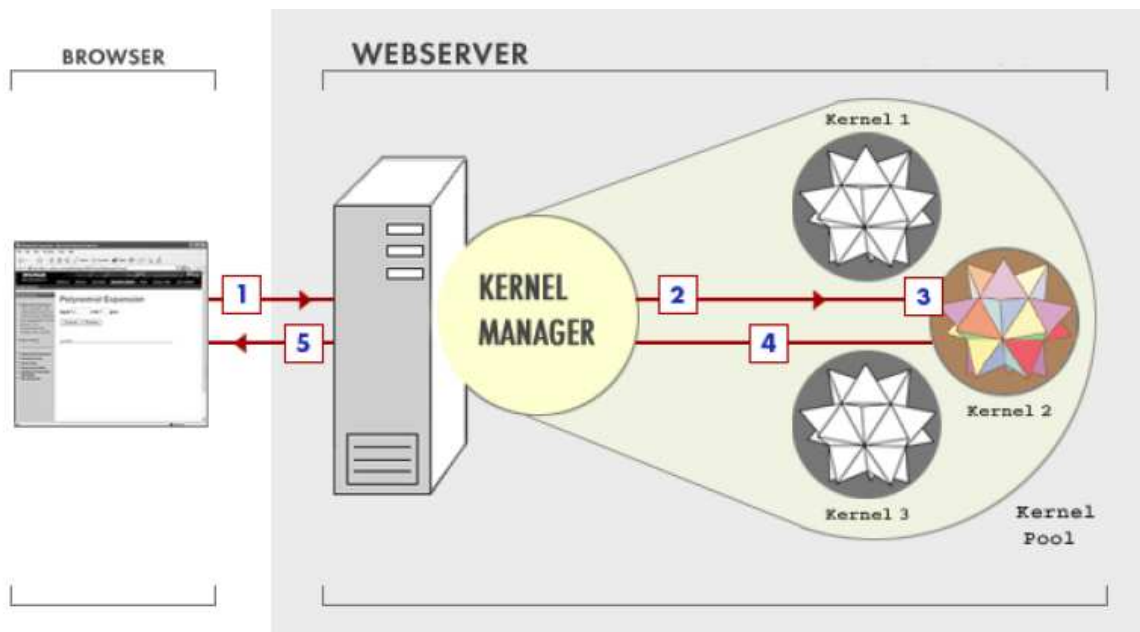 BROWSER
WEBSERVER
Kernel 1
Polynomial Expansion
1
2
3
KERNEL
MANAGER
5
4
Kernel 2
Kernel 3
Kernel
Pool